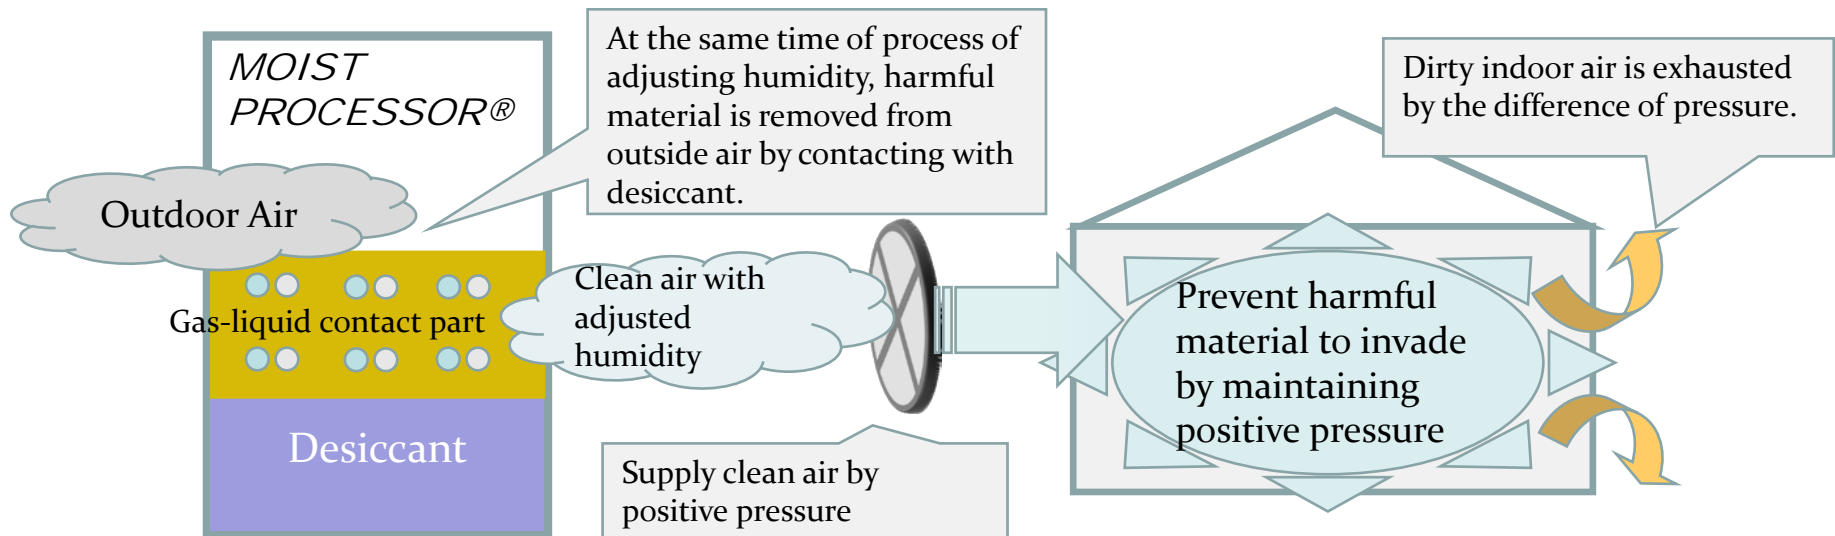 MOIST
PROCESSOR®
At the same time of process of
adjusting humidity, harmful
material is removed from
outside air by contacting with
desiccant.
Dirty indoor air is exhausted
by the difference of pressure.
Outdoor Air
Clean air with
adjusted
humidity
Gas-liquid contact part
Prevent harmful
material to invade
by maintaining
positive pressure
Desiccant
Supply clean air by
positive pressure